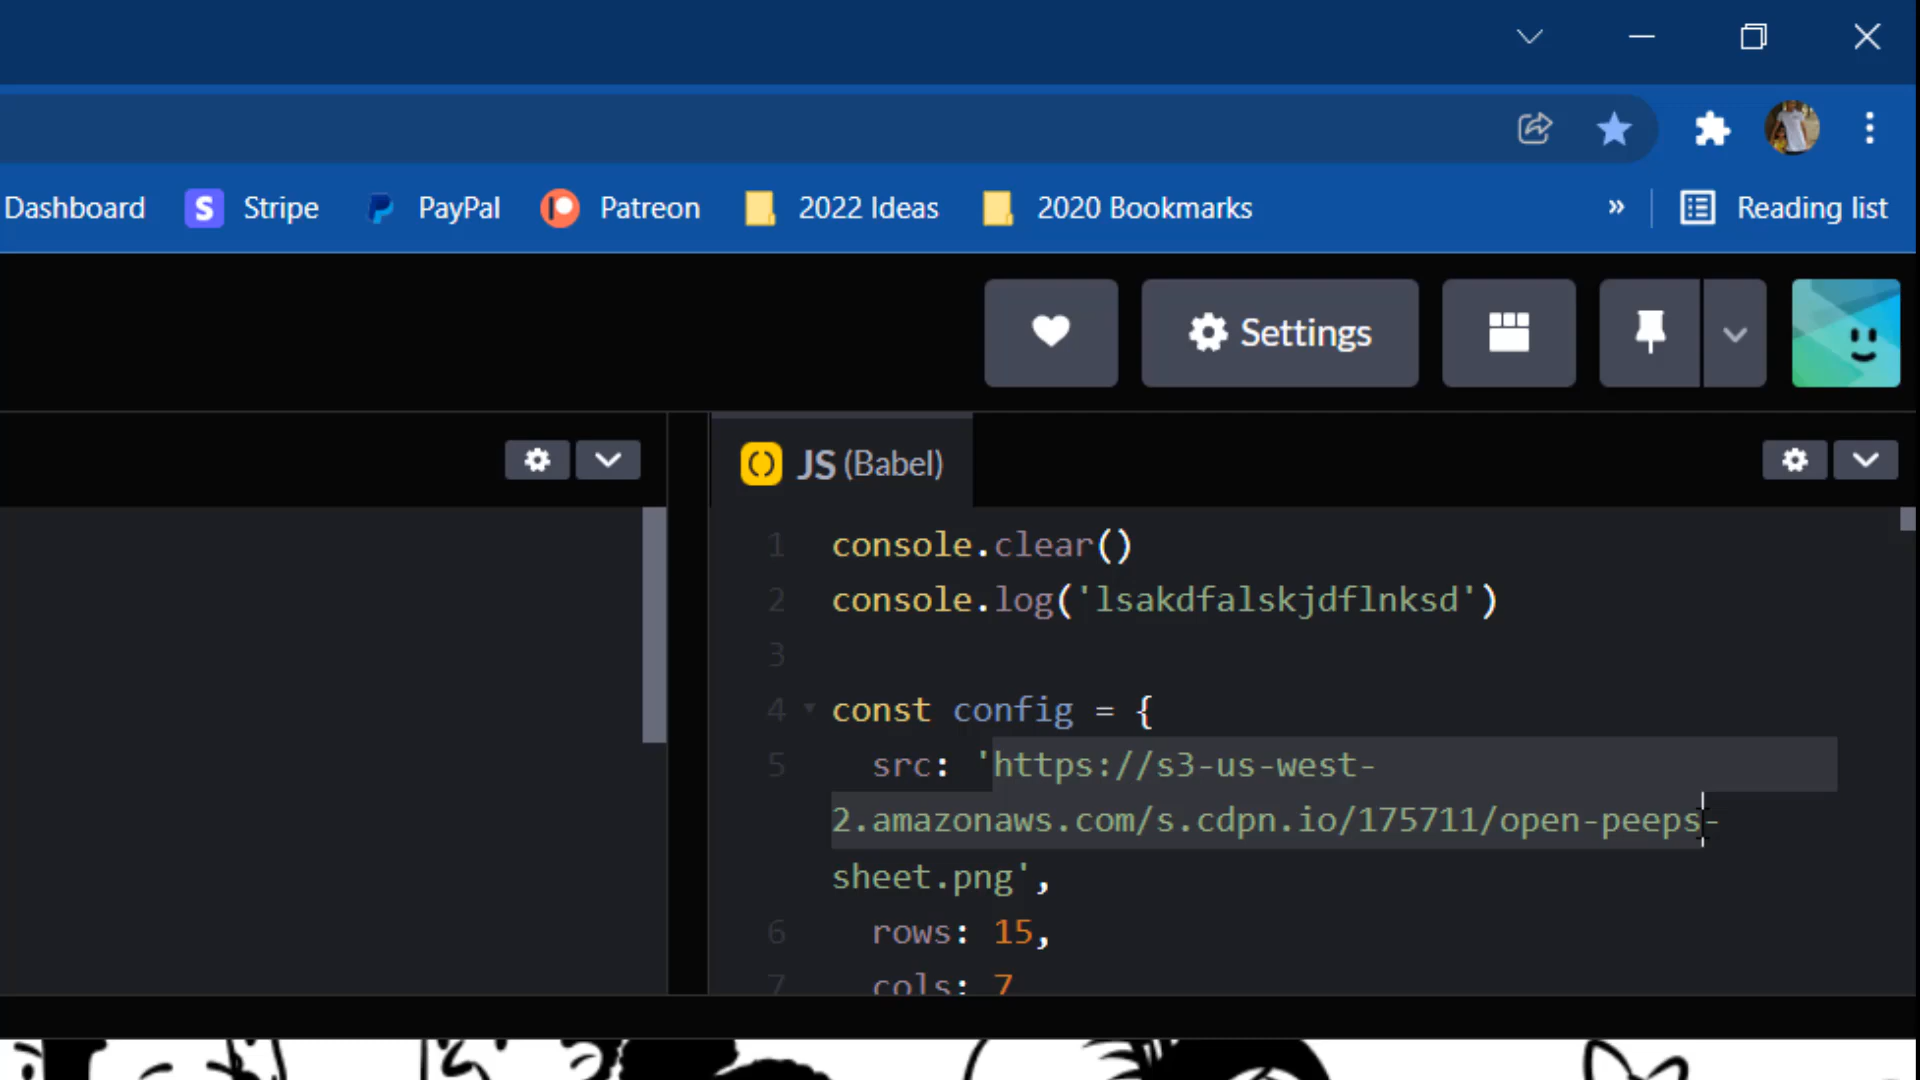 Dashboard Stripe PayPal Patreon 2022 Ideas 2020 Bookmarks » Reading list
Settings
JS (Babel)
1 console.clear()
2 console.log('lsakdfalskjdflnksd')
3
4 const config = {
5 src: 'https://s3-us-west-
2.amazonaws.com/s.cdpn.io/175711/open-peeps-
sheet.png',
6 rows: 15,
7 cols: 7